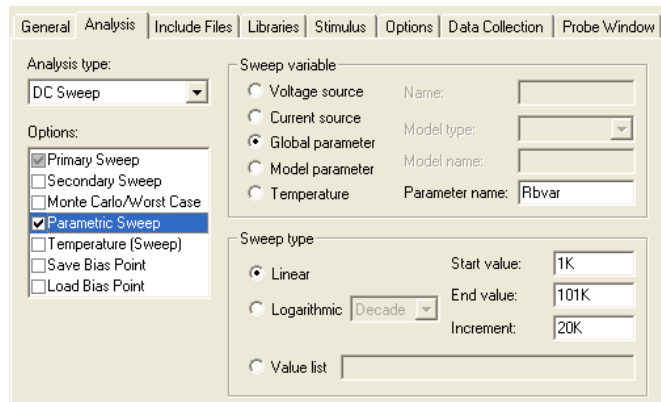 General Analysis Include Files Libraries Stimulus Options Data Collection Probe Window
Analysis type:
DC Sweep
Options:
Primary Sweep
Secondary Sweep
Monte Carlo/Worst Case
Parametric Sweep
Temperature (Sweep)
Save Bias Point
Load Bias Point
Sweep variable
Voltage source
Current source
Global parameter
Model parameter
Temperature
Name:
Model type:
Model name:
Parameter name: Rbvar
Sweep type
Linear
Logarithmic Decade
Value list
Start value: 1K
End value: 101K
Increment: 20K